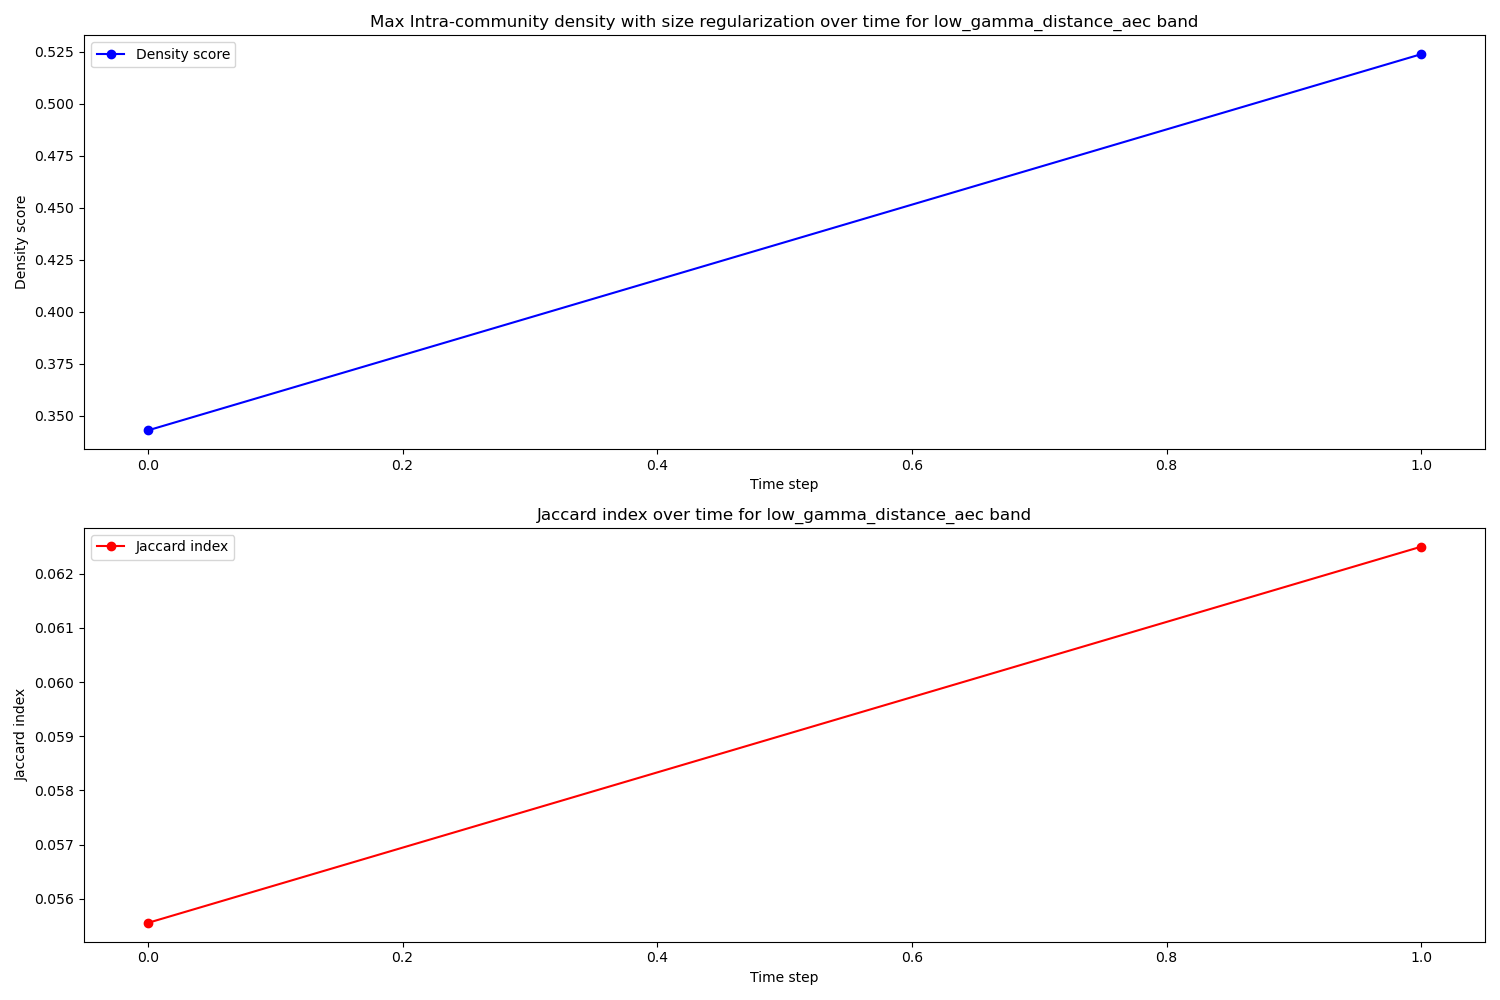 Max Intra-community density with size regularization over time for low_gamma_distance_aec band
Density score
0.525
0.500
0.475
0.450
0.425
0.400
0.375
0.350
Density score
0.0 0.2 0.4 0.6 0.8 1.0
Time step
Jaccard index over time for low_gamma_distance_aec band
Jaccard index
0.062
0.061
0.060
0.059
0.058
0.057
0.056
Jaccard index
0.0 0.2 0.4 0.6 0.8 1.0
Time step